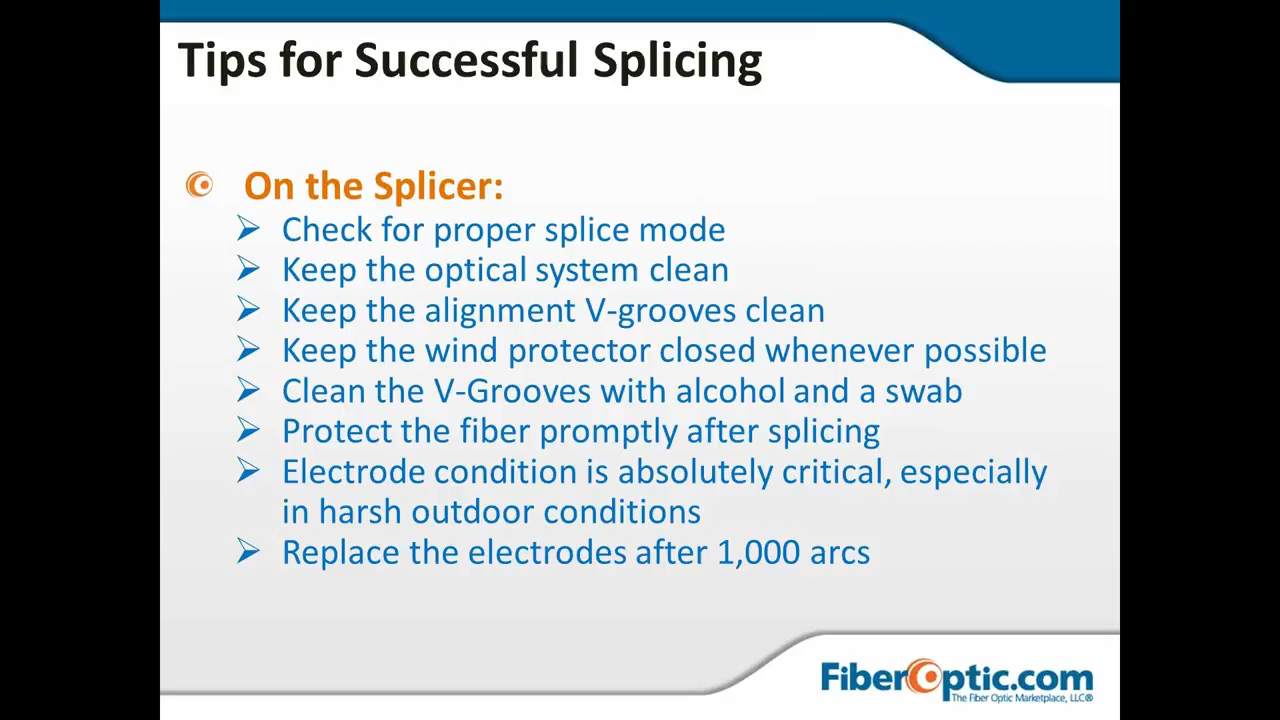 Tips for Successful Splicing
On the Splicer:
Check for proper splice mode
Keep the optical system clean
Keep the alignment V-grooves clean
Keep the wind protector closed whenever possible
Clean the V-Grooves with alcohol and a swab
Protect the fiber promptly after splicing
Electrode condition is absolutely critical, especially
in harsh outdoor conditions
Replace the electrodes after 1,000 arcs
FiberOptic.com
The Fiber Optic Marketplace, LLC®